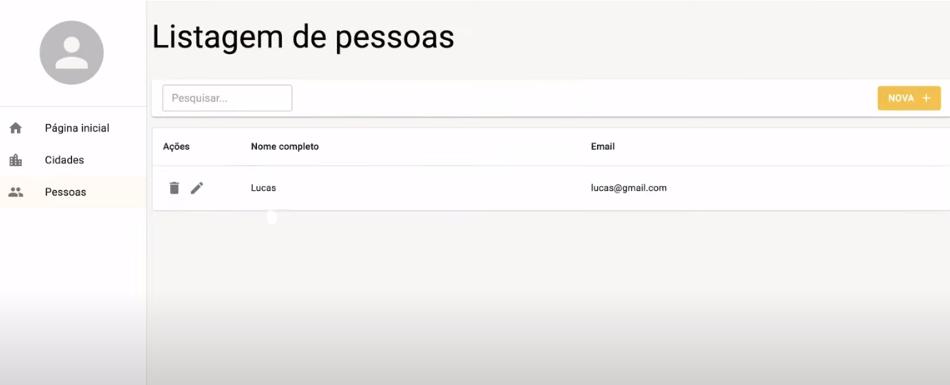 Listagem de pessoas
Pesquisar...
NOVA +
Página inicial
Cidades
Pessoas
Ações Nome completo Email
Lucas lucas@gmail.com